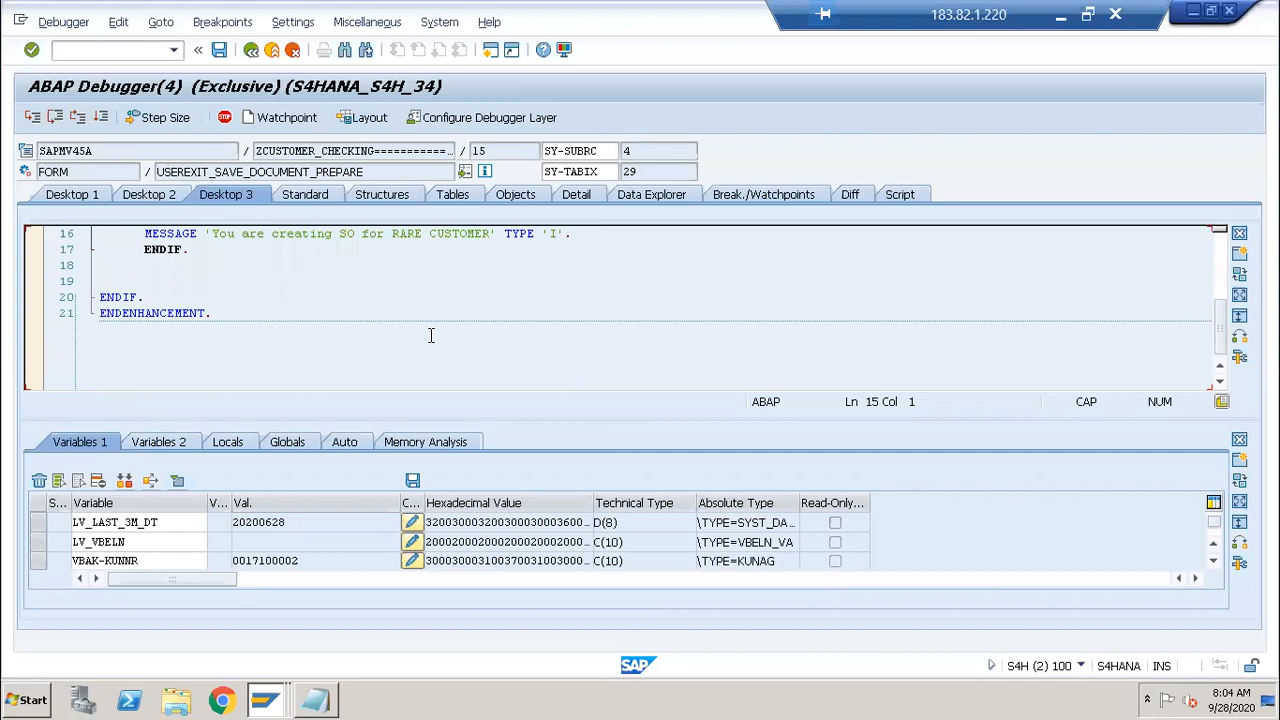 Debugger Edit Goto Breakpoints Settings Miscellaneous System Help
183.82.1.220
ABAP Debugger(4) (Exclusive) (S4HANA_S4H_34)
Step Size STOP Watchpoint Layout Configure Debugger Layer
SAPMV45A / ZCUSTOMER_CHECKING===========... / 15 SY-SUBRC 4
FORM / USEREXIT_SAVE_DOCUMENT_PREPARE SY-TABIX 29
Desktop 1 Desktop 2 Desktop 3 Standard Structures Tables Objects Detail Data Explorer Break./Watchpoints Diff Script
16 MESSAGE 'You are creating SO for RARE CUSTOMER' TYPE 'I'.
17 ENDIF.
18
19
20 ENDIF.
21 ENDENHANCEMENT.
ABAP Ln 15 Col 1 CAP NUM
Variables 1 Variables 2 Locals Globals Auto Memory Analysis
S... Variable V... Val. C... Hexadecimal Value Technical Type Absolute Type Read-Only...
LV_LAST_3M_DT 20200628 320030003200300030003600... D(8) \TYPE=SYST_DA...
LV_VBELN 200020002000200020002000... C(10) \TYPE=VBELN_VA
VBAK-KUNNR 0017100002 300030003100370031003000... C(10) \TYPE=KUNAG
SAP S4H (2) 100 S4HANA INS
Start
8:04 AM
9/28/2020